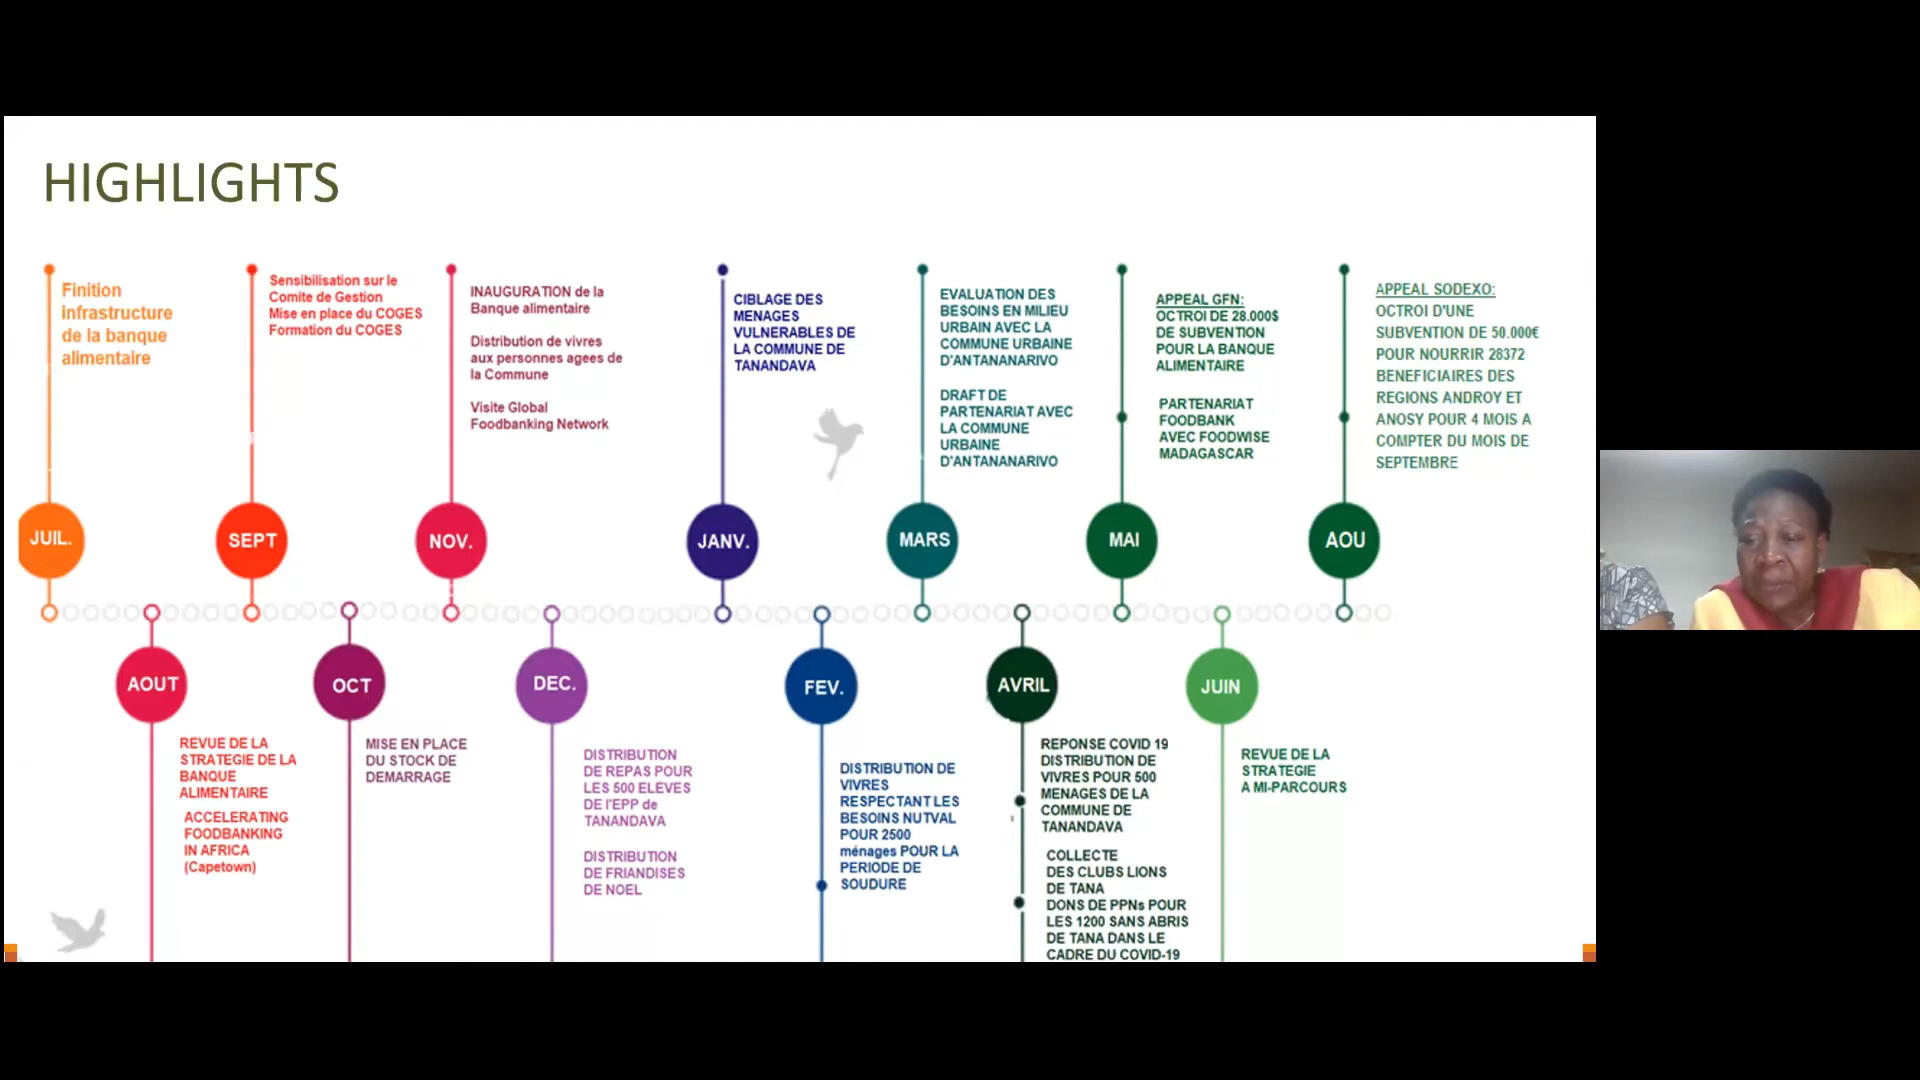 HIGHLIGHTS
Finition
infrastructure
de la banque
alimentaire
JUIL.
AOUT
REVUE DE LA
STRATEGIE DE LA
BANQUE
ALIMENTAIRE
ACCELERATING
FOODBANKING
IN AFRICA
(Capetown)
Sensibilisation sur le
Comite de Gestion
Mise en place du COGES
Formation du COGES
SEPT
OCT
MISE EN PLACE
DU STOCK DE
DEMARRAGE
INAUGURATION de la
Banque alimentaire
Distribution de vivres
aux personnes agees de
la Commune
Visite Global
Foodbanking Network
NOV.
DEC.
DISTRIBUTION
DE REPAS POUR
LES 500 ELEVES
DE l'EPP de
TANANDAVA
DISTRIBUTION
DE FRIANDISES
DE NOEL
CIBLAGE DES
MENAGES
VULNERABLES DE
LA COMMUNE DE
TANANDAVA
JANV.
FEV.
DISTRIBUTION DE
VIVRES
RESPECTANT LES
BESOINS NUTVAL
POUR 2500
ménages POUR LA
PERIODE DE
SOUDURE
EVALUATION DES
BESOINS EN MILIEU
URBAIN AVEC LA
COMMUNE URBAINE
D'ANTANANARIVO
DRAFT DE
PARTENARIAT AVEC
LA COMMUNE
URBAINE
D'ANTANANARIVO
MARS
AVRIL
REPONSE COVID 19
DISTRIBUTION DE
VIVRES POUR 500
MENAGES DE LA
COMMUNE DE
TANANDAVA
COLLECTE
DES CLUBS LIONS
DE TANA
DONS DE PPNs POUR
LES 1200 SANS ABRIS
DE TANA DANS LE
CADRE DU COVID-19
APPEAL GFN:
OCTROI DE 28.000$
DE SUBVENTION
POUR LA BANQUE
ALIMENTAIRE
PARTENARIAT
FOODBANK
AVEC FOODWISE
MADAGASCAR
MAI
JUIN
REVUE DE LA
STRATEGIE
A MI-PARCOURS
APPEAL SODEXO:
OCTROI D'UNE
SUBVENTION DE 50.000€
POUR NOURRIR 28372
BENEFICIAIRES DES
REGIONS ANDROY ET
ANOSY POUR 4 MOIS A
COMPTER DU MOIS DE
SEPTEMBRE
AOU